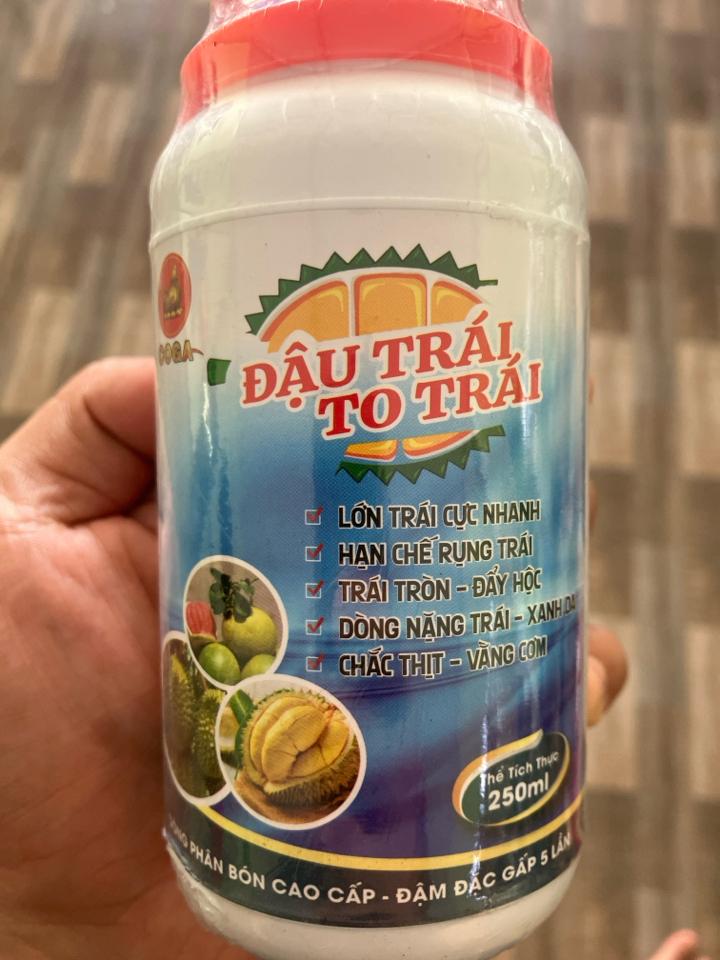 ĐẬU TRÁI
TO TRÁI
LỚN TRÁI CỰC NHANH
HẠN CHẾ RỤNG TRÁI
TRÁI TRÒN - ĐẨY HỘC
DÒNG NẶNG TRÁI - XANH DA
CHẮC THỊT - VÀNG CƠM
Thể Tích Thực
250ml
PHÂN BÓN CAO CẤP - ĐẬM ĐẶC GẤP 5 LẦN